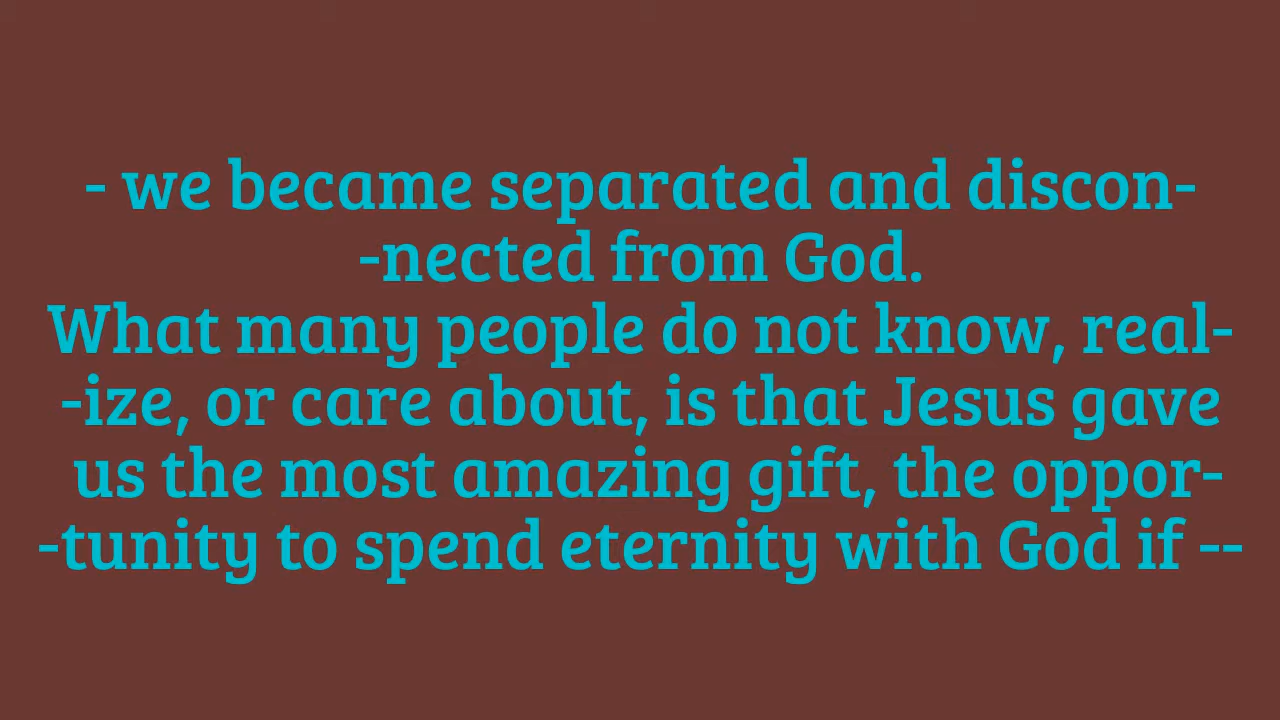 - we became separated and discon-
-nected from God.
What many people do not know, real-
-ize, or care about, is that Jesus gave
us the most amazing gift, the oppor-
-tunity to spend eternity with God if --